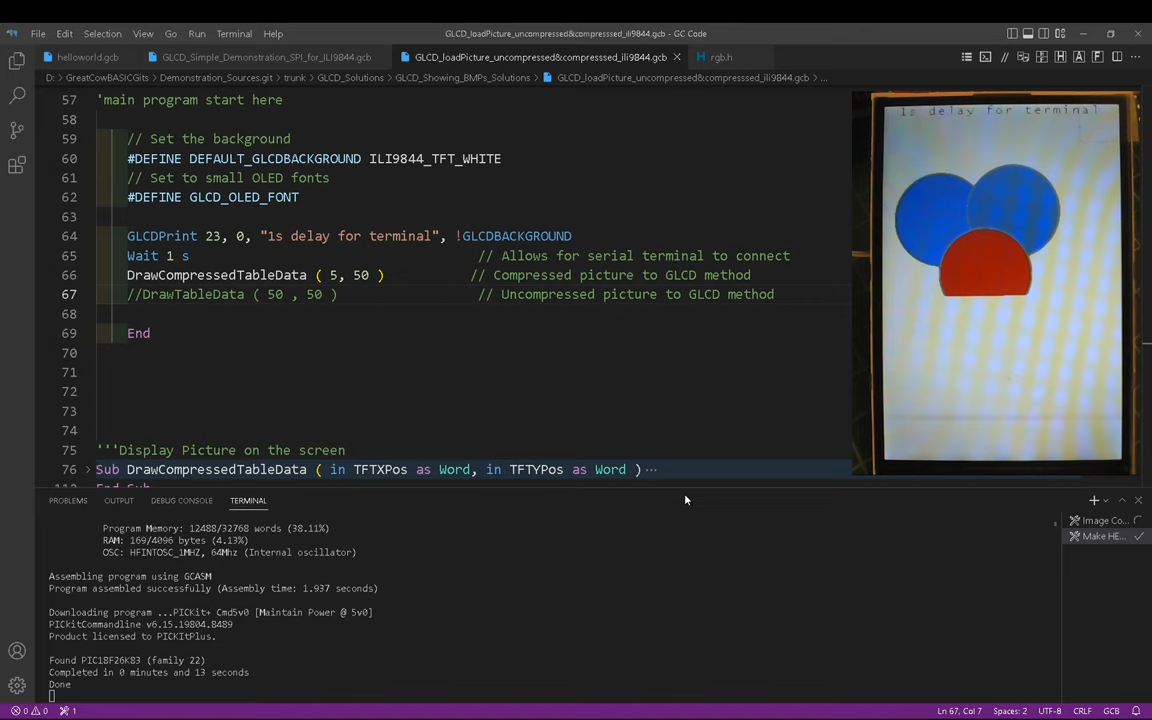 File Edit Selection View Go Run Terminal Help
GLCD_loadPicture_uncompressed&compresssed_ili9844.gcb - GC Code
helloworld.gcb GLCD_Simple_Demonstration_SPI_for_ILI9844.gcb GLCD_loadPicture_uncompressed&compresssed_ili9844.gcb rgb.h
D: > GreatCowBASICGits > Demonstration_Sources.git > trunk > GLCD_Solutions > GLCD_Showing_BMPs_Solutions > GLCD_loadPicture_uncompressed&compresssed_ili9844.gcb > ...
57 'main program start here
58
59 // Set the background
60 #DEFINE DEFAULT_GLCDBACKGROUND ILI9844_TFT_WHITE
61 // Set to small OLED fonts
62 #DEFINE GLCD_OLED_FONT
63
64 GLCDPrint 23, 0, "1s delay for terminal", !GLCDBACKGROUND
65 Wait 1 s // Allows for serial terminal to connect
66 DrawCompressedTableData ( 5, 50 ) // Compressed picture to GLCD method
67 //DrawTableData ( 50 , 50 ) // Uncompressed picture to GLCD method
68
69 End
70
71
72
73
74
75 '''Display Picture on the screen
76 Sub DrawCompressedTableData ( in TFTXPos as Word, in TFTYPos as Word ) ...
1s delay for terminal
PROBLEMS OUTPUT DEBUG CONSOLE TERMINAL
Program Memory: 12488/32768 words (38.11%)
RAM: 169/4096 bytes (4.13%)
OSC: HFINTOSC_1MHZ, 64Mhz (Internal oscillator)
Assembling program using GCASM
Program assembled successfully (Assembly time: 1.937 seconds)
Downloading program ...PICKit+ Cmd5v0 [Maintain Power @ 5v0]
PICkitCommandline v6.15.19804.8489
Product licensed to PICKItPlus.
Found PIC18F26K83 (family 22)
Completed in 0 minutes and 13 seconds
Done
Image Co...
Make HE...
0 0 1
Ln 67, Col 7 Spaces: 2 UTF-8 CRLF GCB